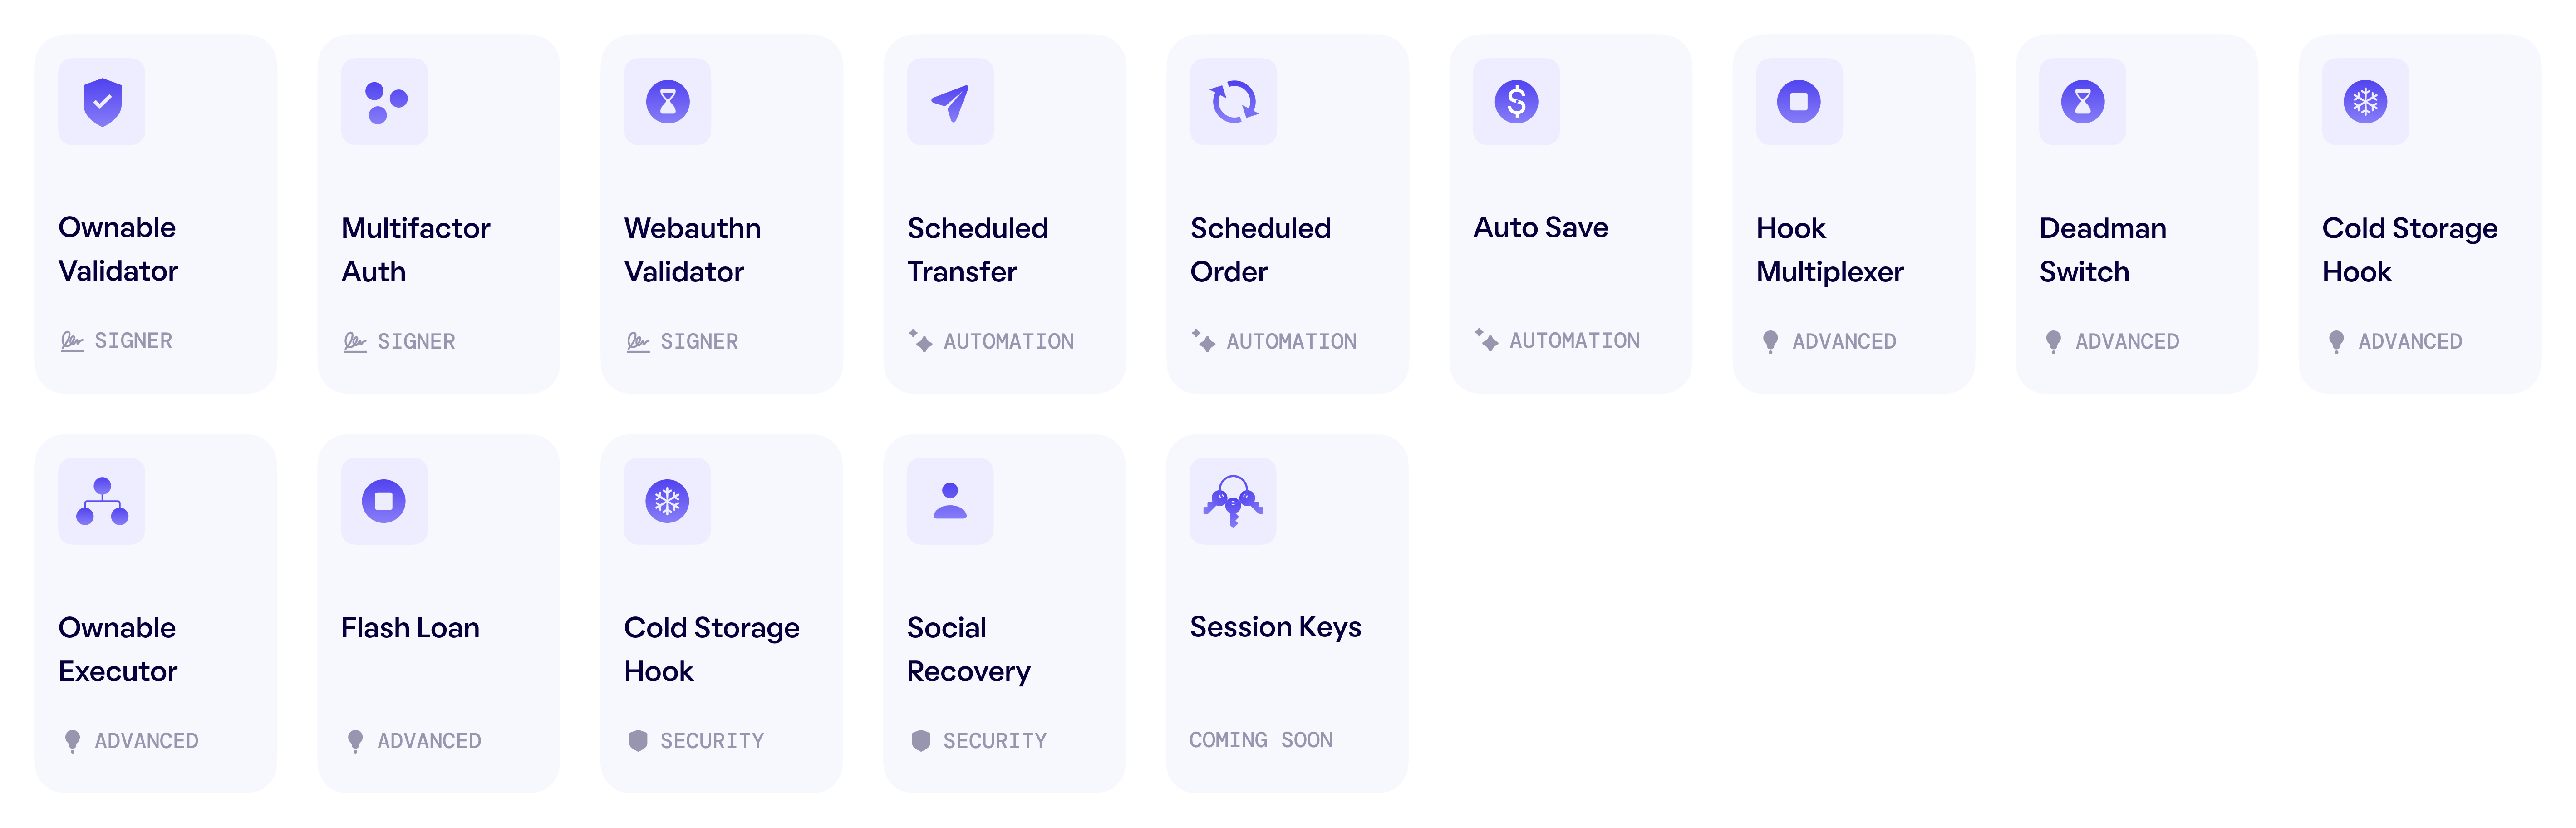 Ownable
Validator
SIGNER
Multifactor
Auth
SIGNER
Webauthn
Validator
SIGNER
Scheduled
Transfer
AUTOMATION
Scheduled
Order
AUTOMATION
Auto Save
AUTOMATION
Hook
Multiplexer
ADVANCED
Deadman
Switch
ADVANCED
Cold Storage
Hook
ADVANCED
Ownable
Executor
ADVANCED
Flash Loan
ADVANCED
Cold Storage
Hook
SECURITY
Social
Recovery
SECURITY
Session Keys
COMING SOON